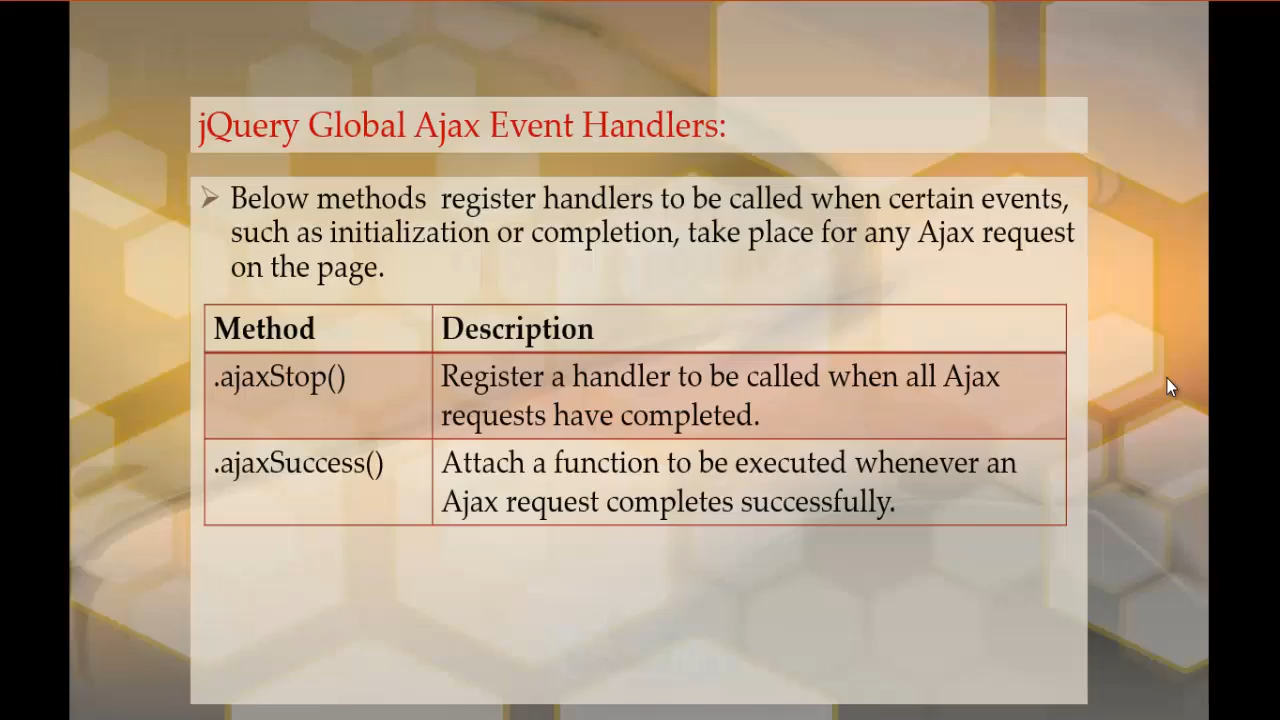 jQuery Global Ajax Event Handlers:
Below methods  register handlers to be called when certain events,
such as initialization or completion, take place for any Ajax request
on the page.
Method Description
.ajaxStop() Register a handler to be called when all Ajax
requests have completed.
.ajaxSuccess() Attach a function to be executed whenever an
Ajax request completes successfully.